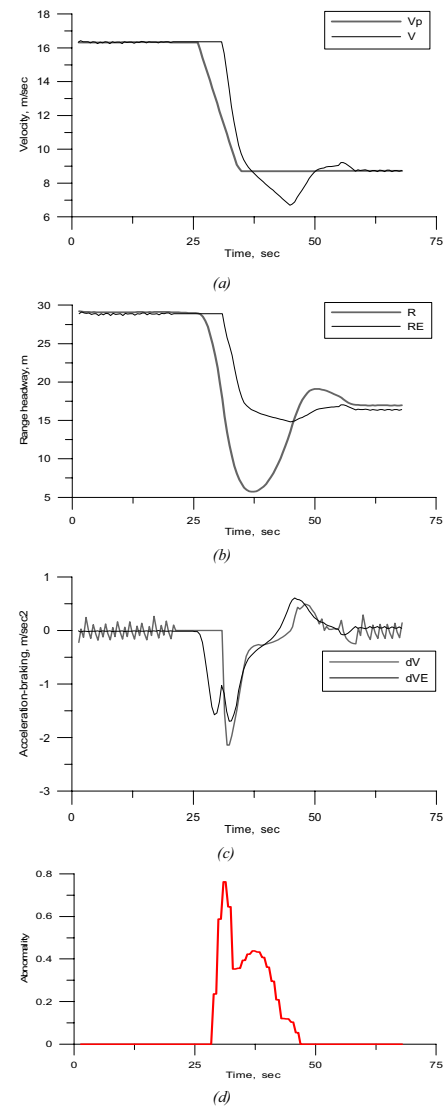 18
16
14
12
10
8
6
Velocity, m/sec
Vp
V
0
25
50
75
Time, sec
(a)
30
25
20
15
10
5
Range headway, m
R
RE
0
25
50
75
Time, sec
(b)
1
0
-1
-2
-3
Acceleration-braking, m/sec2
dV
dVE
0
25
50
75
Time, sec
(c)
0.8
0.6
0.4
0.2
0
Abnormality
0
25
50
75
Time, sec
(d)